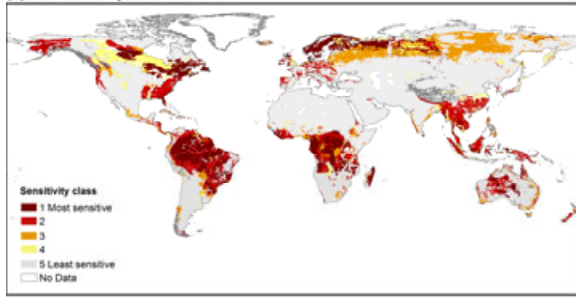 Sensitivity class
1 Most sensitive
2
3
4
5 Least sensitive
No Data